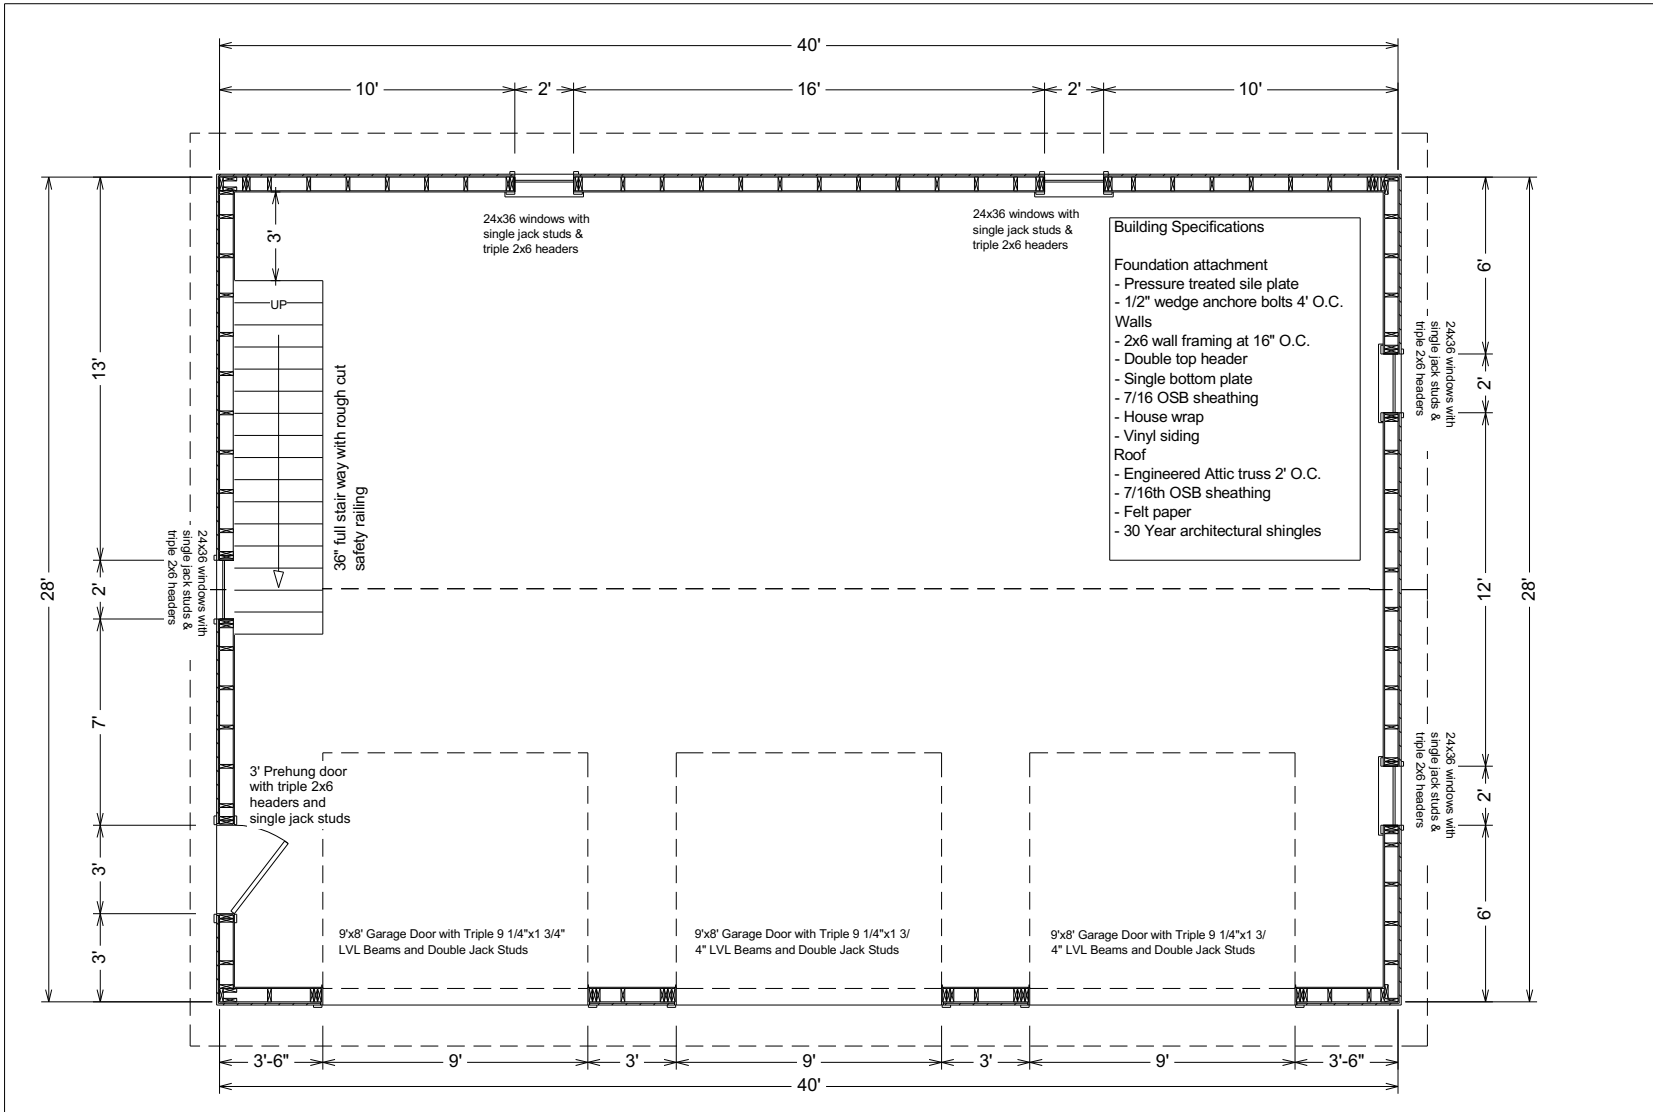 40'
10'
2'
16'
2'
10'
24x36 windows with
single jack studs &
triple 2x6 headers
24x36 windows with
single jack studs &
triple 2x6 headers
Building Specifications
Foundation attachment
- Pressure treated sile plate
- 1/2" wedge anchore bolts 4' O.C.
Walls
- 2x6 wall framing at 16" O.C.
- Double top header
- Single bottom plate
- 7/16 OSB sheathing
- House wrap
- Vinyl siding
Roof
- Engineered Attic truss 2' O.C.
- 7/16th OSB sheathing
- Felt paper
- 30 Year architectural shingles
3'
UP
36" full stair way with rough cut
safety railing
28'
13'
2'
7'
3'
3'
24x36 windows with
single jack studs &
triple 2x6 headers
6'
2'
12'
2'
6'
28'
24x36 windows with
single jack studs &
triple 2x6 headers
24x36 windows with
single jack studs &
triple 2x6 headers
3' Prehung door
with triple 2x6
headers and
single jack studs
9'x8' Garage Door with Triple 9 1/4"x1 3/4"
LVL Beams and Double Jack Studs
9'x8' Garage Door with Triple 9 1/4"x1 3/
4" LVL Beams and Double Jack Studs
9'x8' Garage Door with Triple 9 1/4"x1 3/
4" LVL Beams and Double Jack Studs
3'-6"
9'
3'
9'
3'
9'
3'-6"
40'